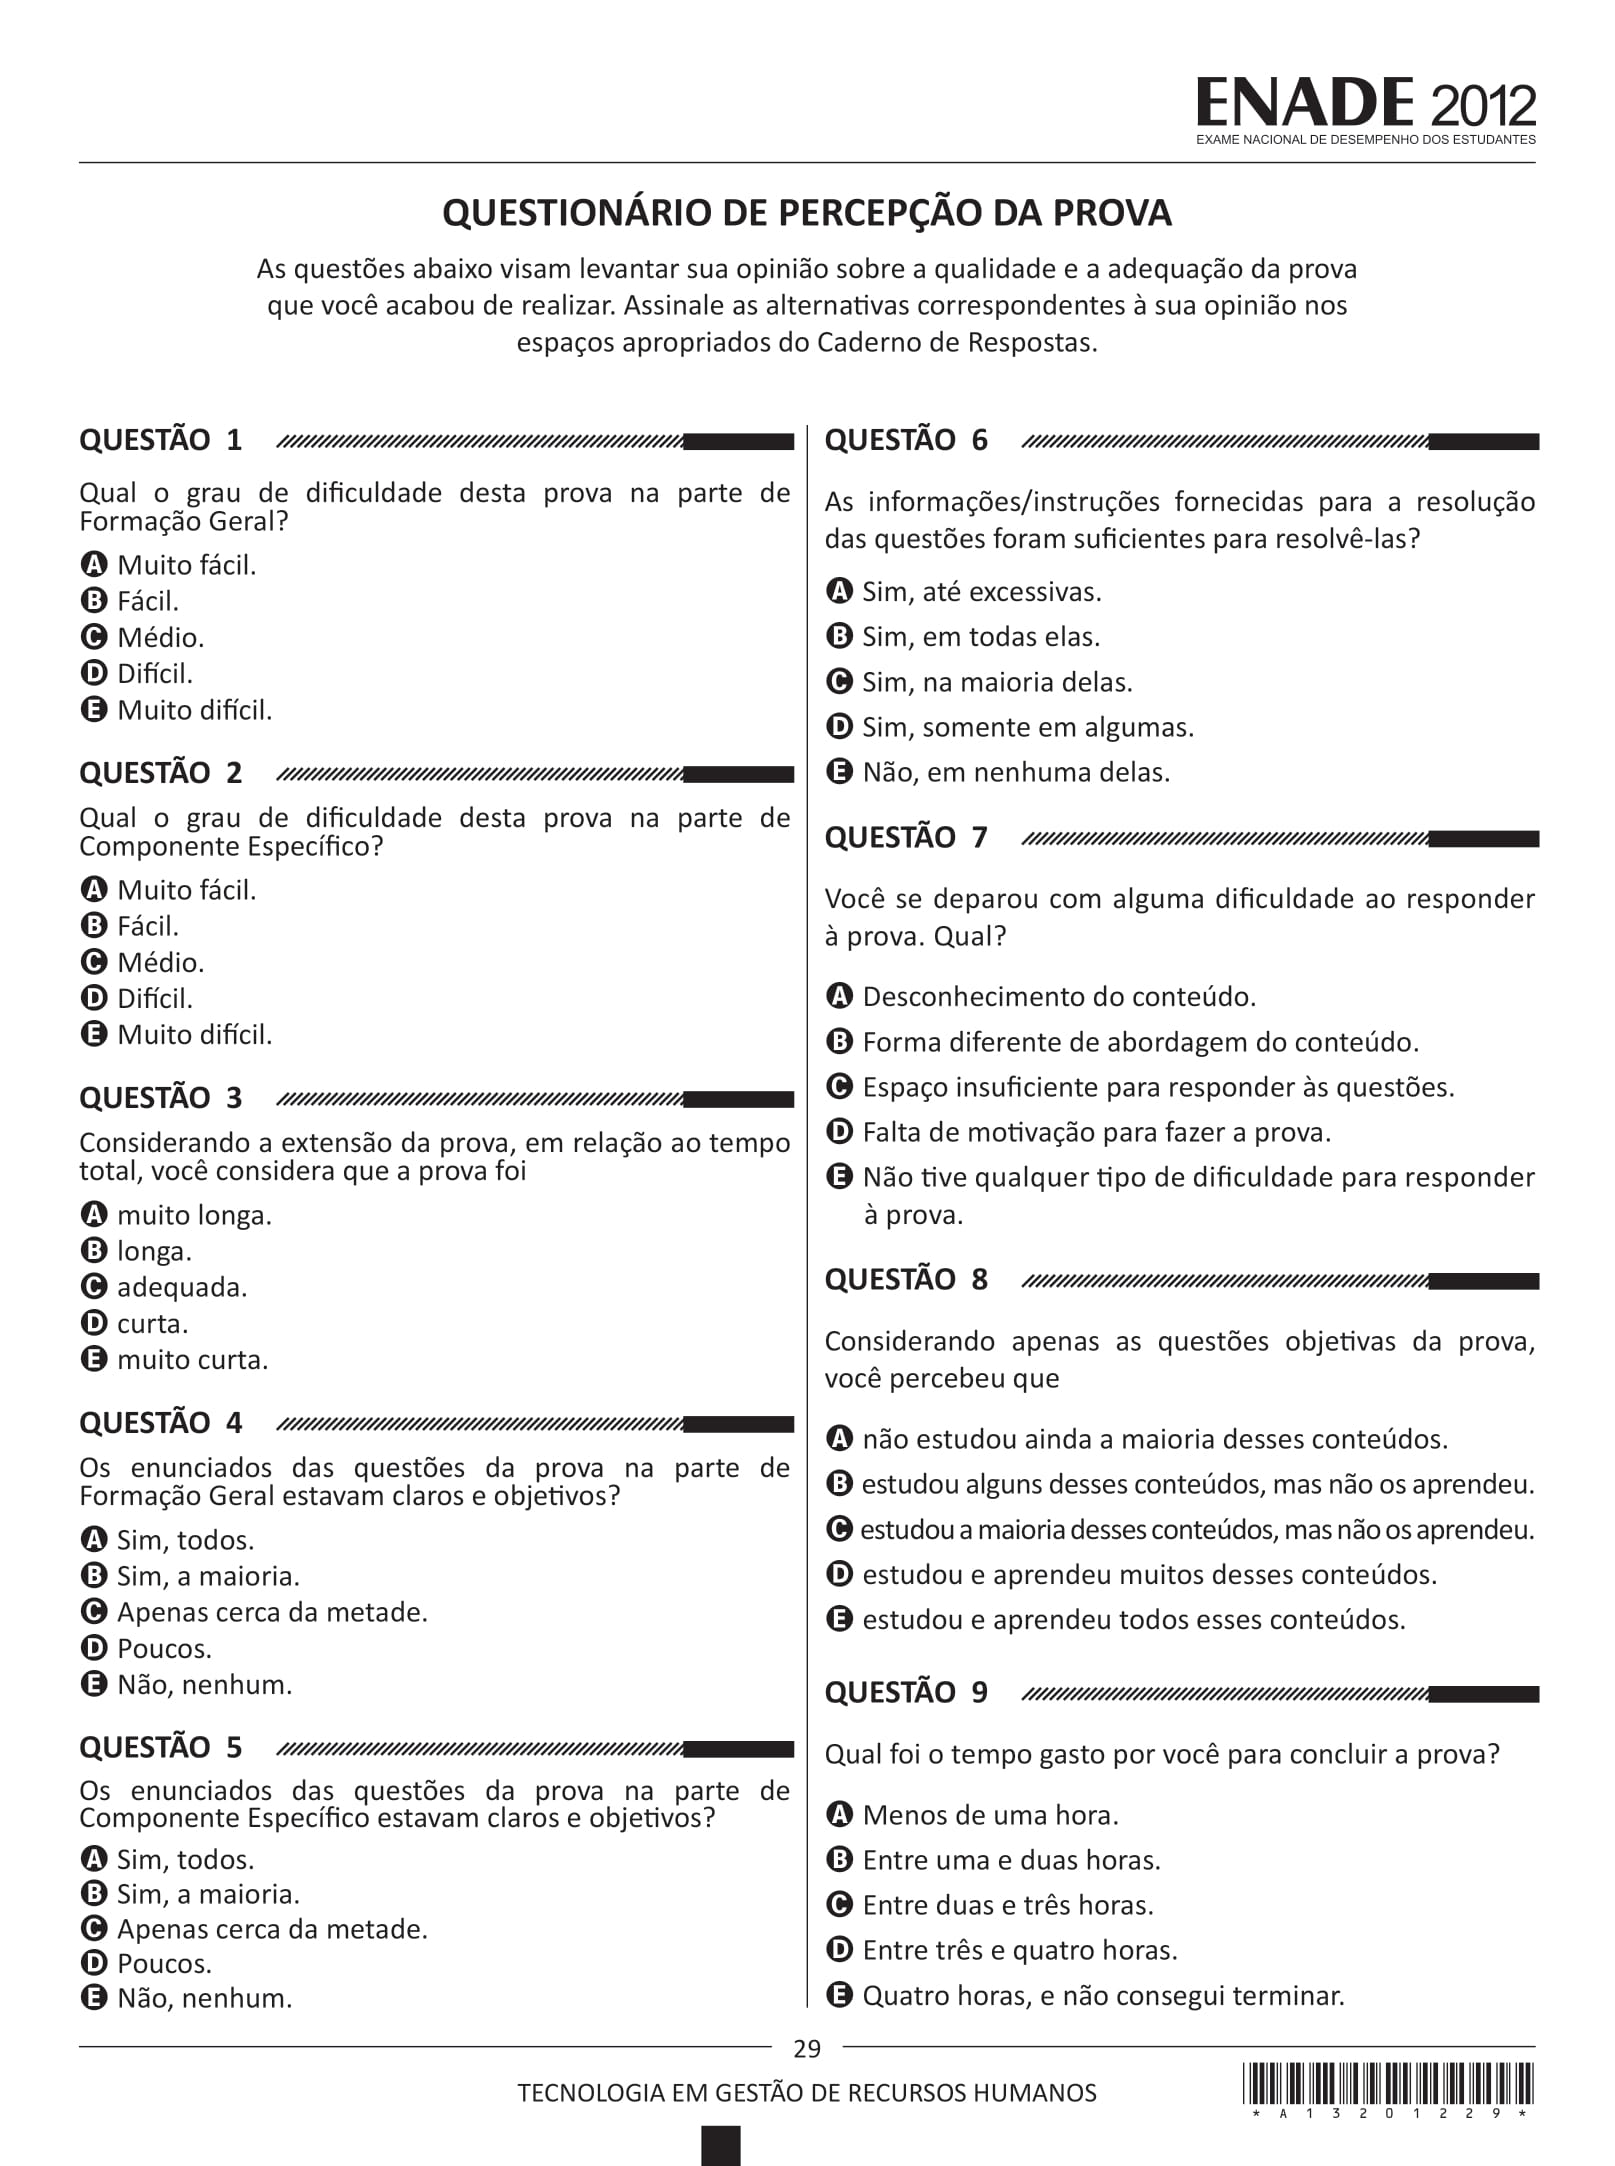 ENADE 2012
EXAME NACIONAL DE DESEMPENHO DOS ESTUDANTES
QUESTIONÁRIO DE PERCEPÇÃO DA PROVA
As questões abaixo visam levantar sua opinião sobre a qualidade e a adequação da prova
que você acabou de realizar. Assinale as alternativas correspondentes à sua opinião nos
espaços apropriados do Caderno de Respostas.
QUESTÃO 1
Qual o grau de dificuldade desta prova na parte de
Formação Geral?
A Muito fácil.
B Fácil.
C Médio.
D Difícil.
E Muito difícil.
QUESTÃO 2
Qual o grau de dificuldade desta prova na parte de
Componente Específico?
A Muito fácil.
B Fácil.
C Médio.
D Difícil.
E Muito difícil.
QUESTÃO 3
Considerando a extensão da prova, em relação ao tempo
total, você considera que a prova foi
A muito longa.
B longa.
C adequada.
D curta.
E muito curta.
QUESTÃO 4
Os enunciados das questões da prova na parte de
Formação Geral estavam claros e objetivos?
A Sim, todos.
B Sim, a maioria.
C Apenas cerca da metade.
D Poucos.
E Não, nenhum.
QUESTÃO 5
Os enunciados das questões da prova na parte de
Componente Específico estavam claros e objetivos?
A Sim, todos.
B Sim, a maioria.
C Apenas cerca da metade.
D Poucos.
E Não, nenhum.
QUESTÃO 6
As informações/instruções fornecidas para a resolução
das questões foram suficientes para resolvê-las?
A Sim, até excessivas.
B Sim, em todas elas.
C Sim, na maioria delas.
D Sim, somente em algumas.
E Não, em nenhuma delas.
QUESTÃO 7
Você se deparou com alguma dificuldade ao responder
à prova. Qual?
A Desconhecimento do conteúdo.
B Forma diferente de abordagem do conteúdo.
C Espaço insuficiente para responder às questões.
D Falta de motivação para fazer a prova.
E Não tive qualquer tipo de dificuldade para responder
à prova.
QUESTÃO 8
Considerando apenas as questões objetivas da prova,
você percebeu que
A não estudou ainda a maioria desses conteúdos.
B estudou alguns desses conteúdos, mas não os aprendeu.
C estudou a maioria desses conteúdos, mas não os aprendeu.
D estudou e aprendeu muitos desses conteúdos.
E estudou e aprendeu todos esses conteúdos.
QUESTÃO 9
Qual foi o tempo gasto por você para concluir a prova?
A Menos de uma hora.
B Entre uma e duas horas.
C Entre duas e três horas.
D Entre três e quatro horas.
E Quatro horas, e não consegui terminar.
29
TECNOLOGIA EM GESTÃO DE RECURSOS HUMANOS
* A 1 3 2 0 1 2 2 9 *